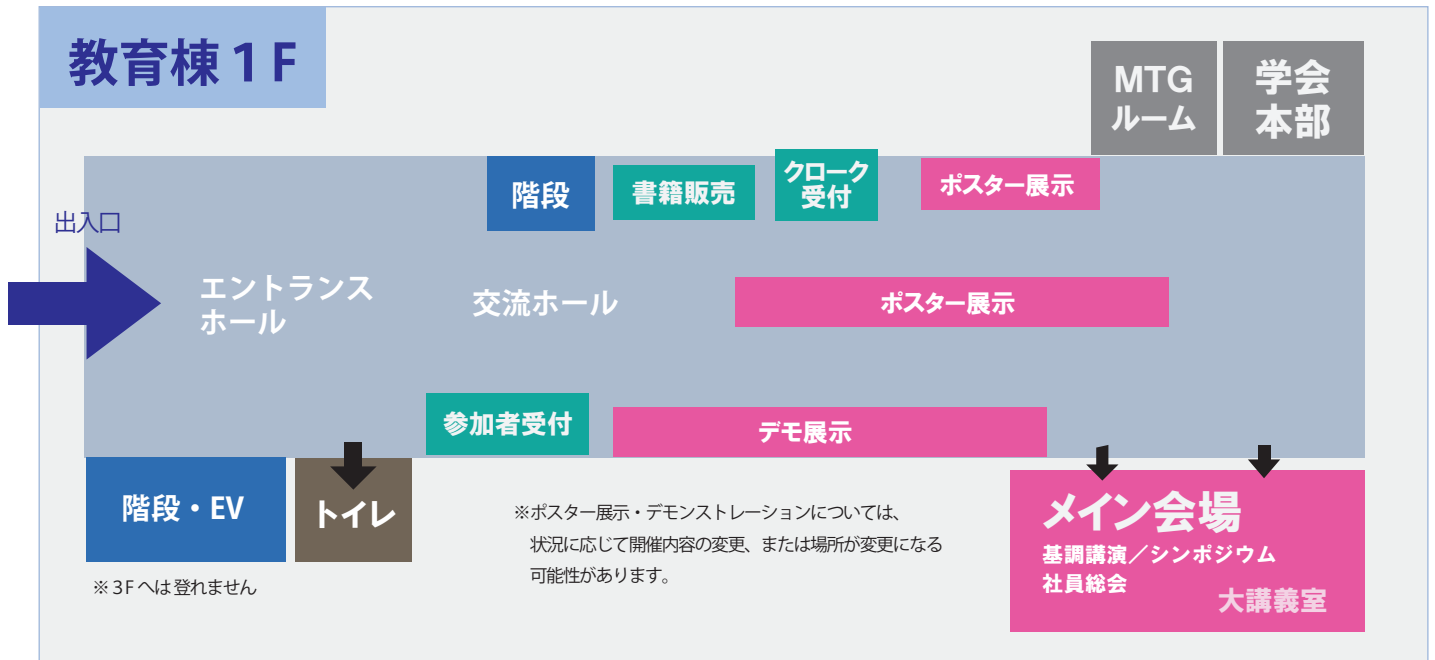 教育棟1F
MTG
ルーム
学会
本部
出入口
階段
書籍販売
クローク
受付
ポスター展示
エントランス
ホール
交流ホール
ポスター展示
参加者受付
デモ展示
階段・EV
トイレ
※3Fへは登れません
※ポスター展示・デモンストレーションについては、
状況に応じて開催内容の変更、または場所が変更になる
可能性があります。
メイン会場
基調講演／シンポジウム
社員総会
大講義室